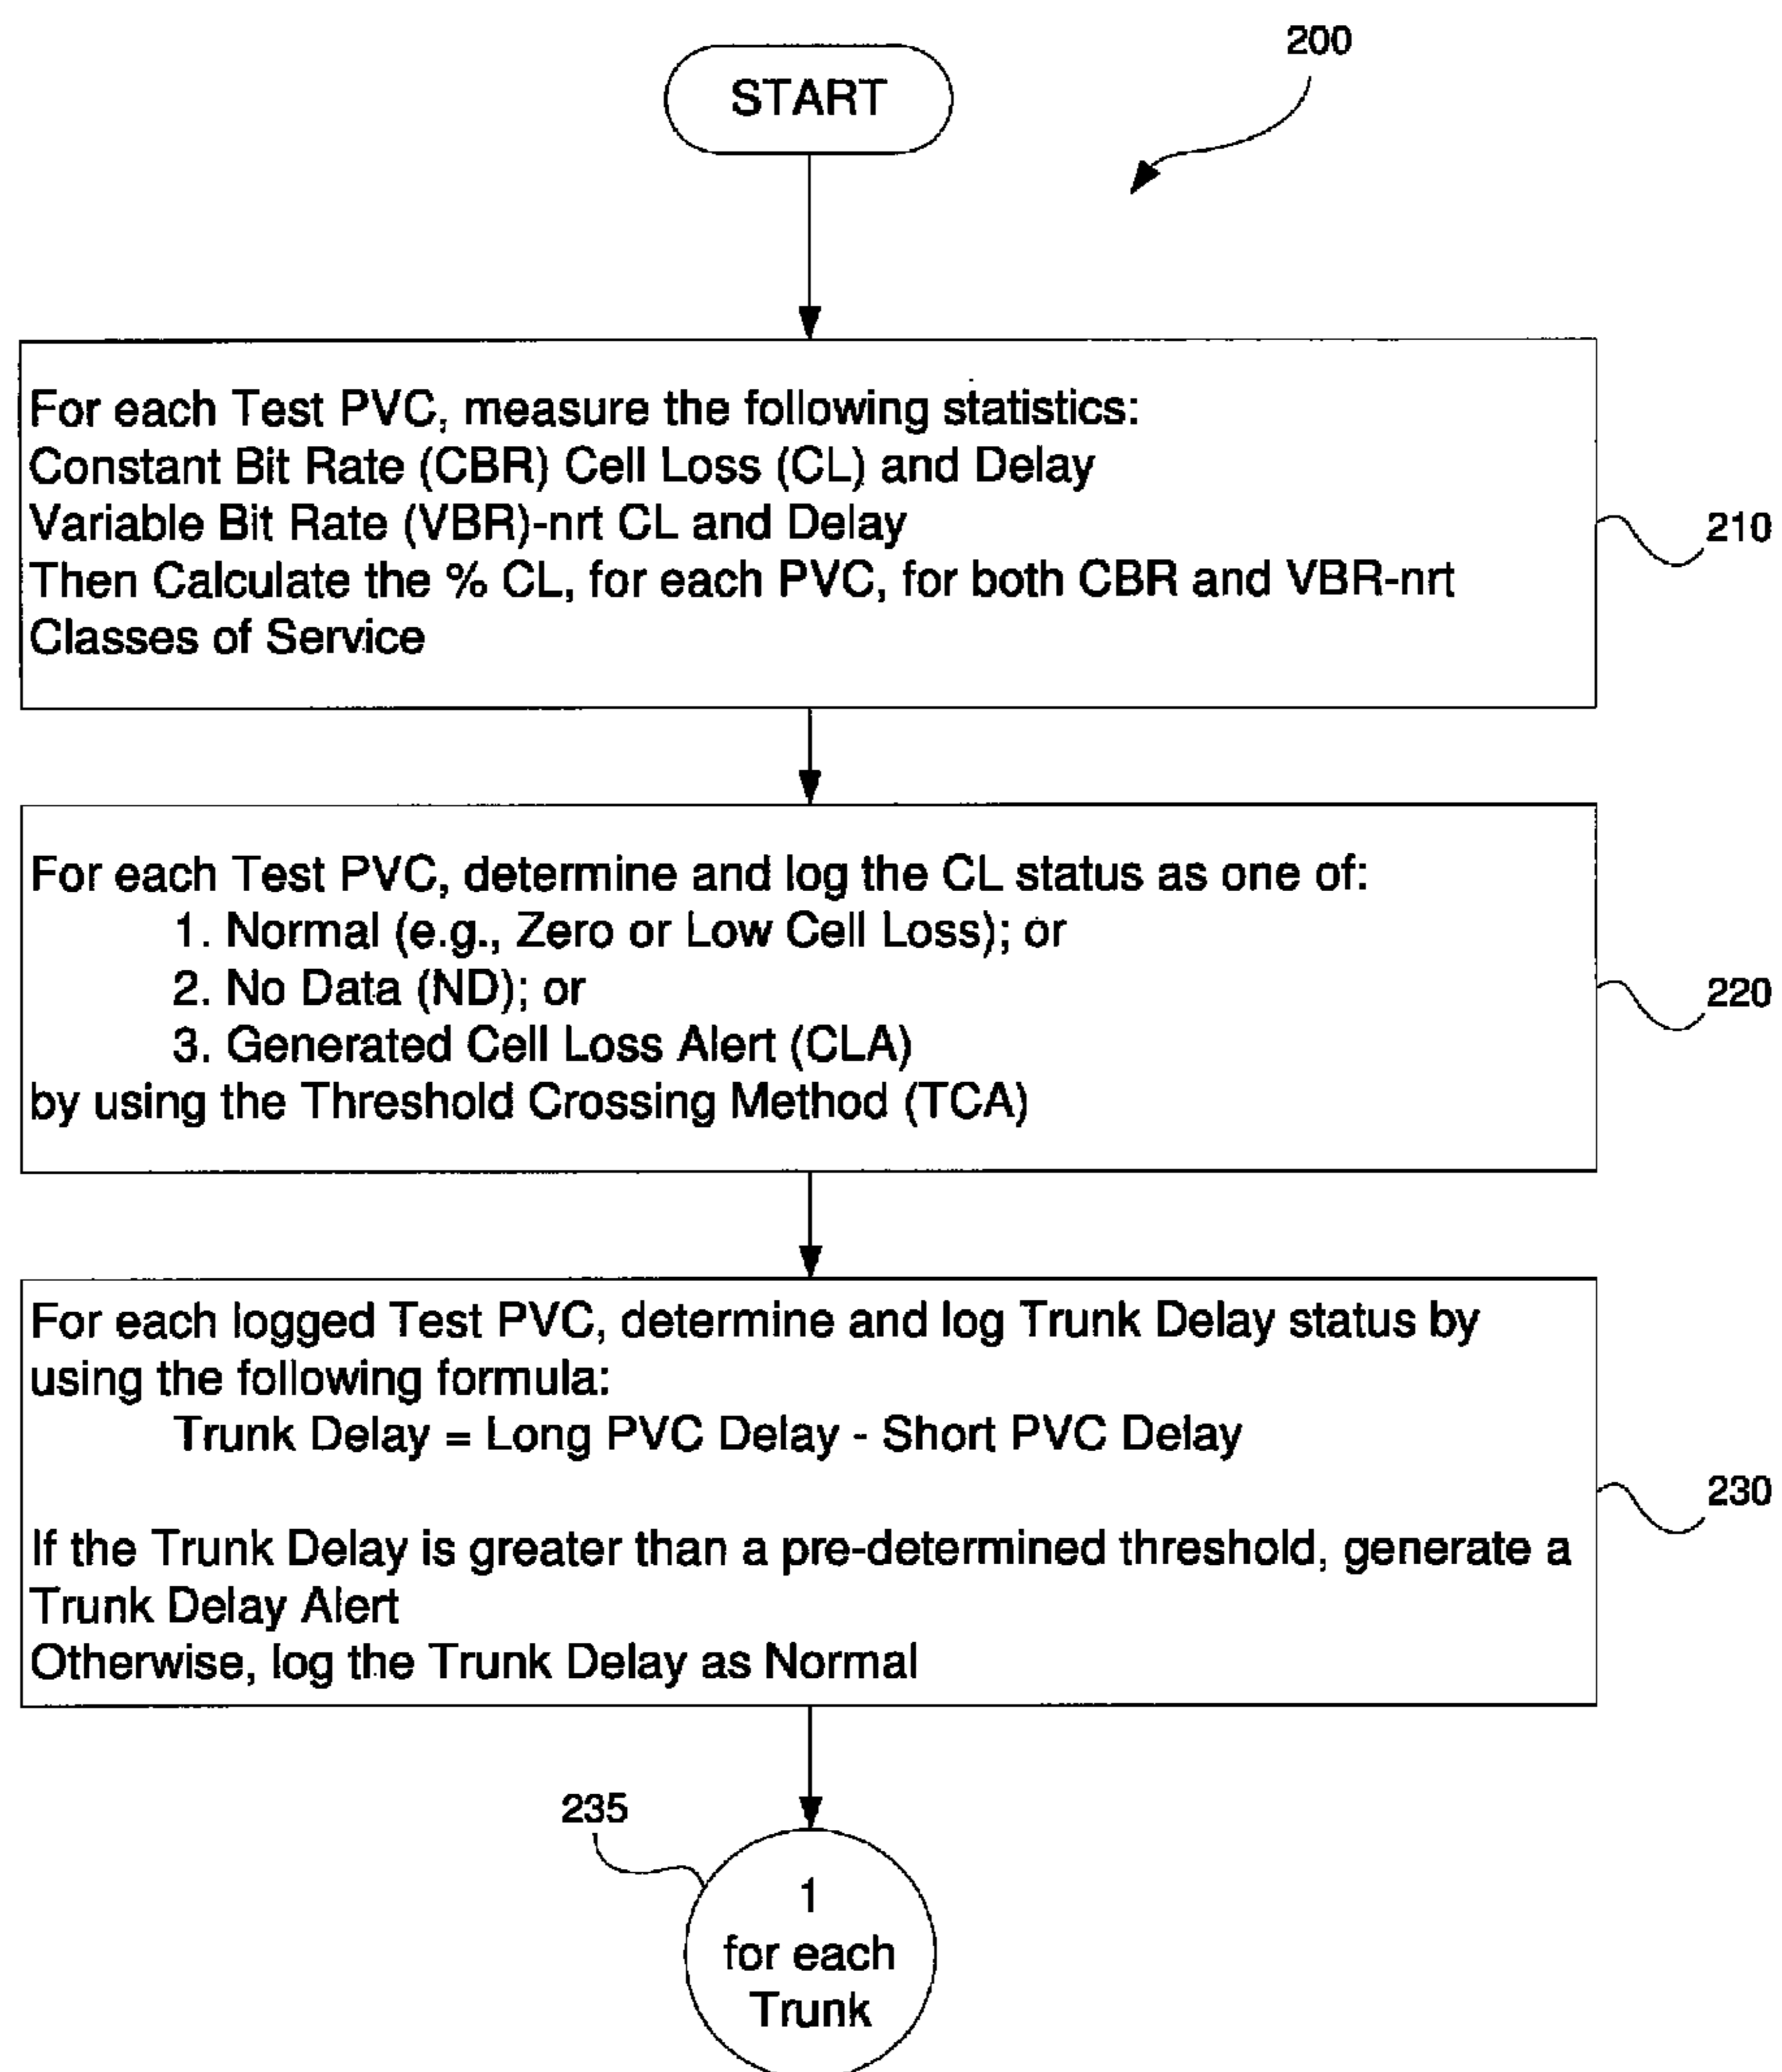 200
START
For each Test PVC, measure the following statistics:
Constant Bit Rate (CBR) Cell Loss (CL) and Delay
Variable Bit Rate (VBR)-nrt CL and Delay
Then Calculate the % CL, for each PVC, for both CBR and VBR-nrt
Classes of Service
210
For each Test PVC, determine and log the CL status as one of:
1. Normal (e.g., Zero or Low Cell Loss); or
2. No Data (ND); or
3. Generated Cell Loss Alert (CLA)
by using the Threshold Crossing Method (TCA)
220
For each logged Test PVC, determine and log Trunk Delay status by
using the following formula:
Trunk Delay = Long PVC Delay - Short PVC Delay
If the Trunk Delay is greater than a pre-determined threshold, generate a
Trunk Delay Alert
Otherwise, log the Trunk Delay as Normal
230
235
1
for each
Trunk